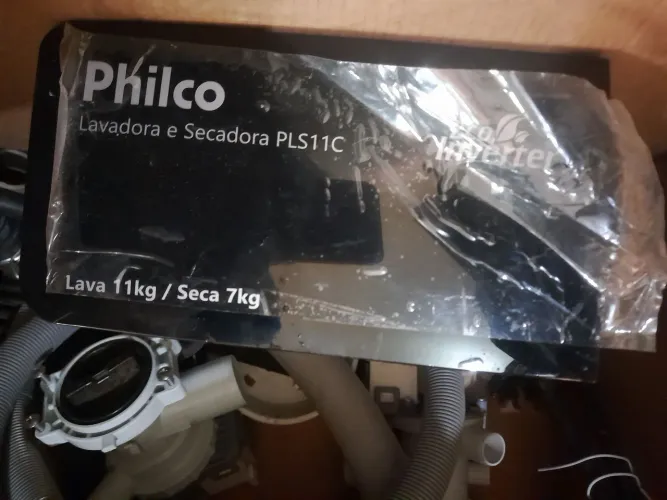 Philco
Lavadora e Secadora PLS11C
Eco
Inverter
Lava 11kg / Seca 7kg